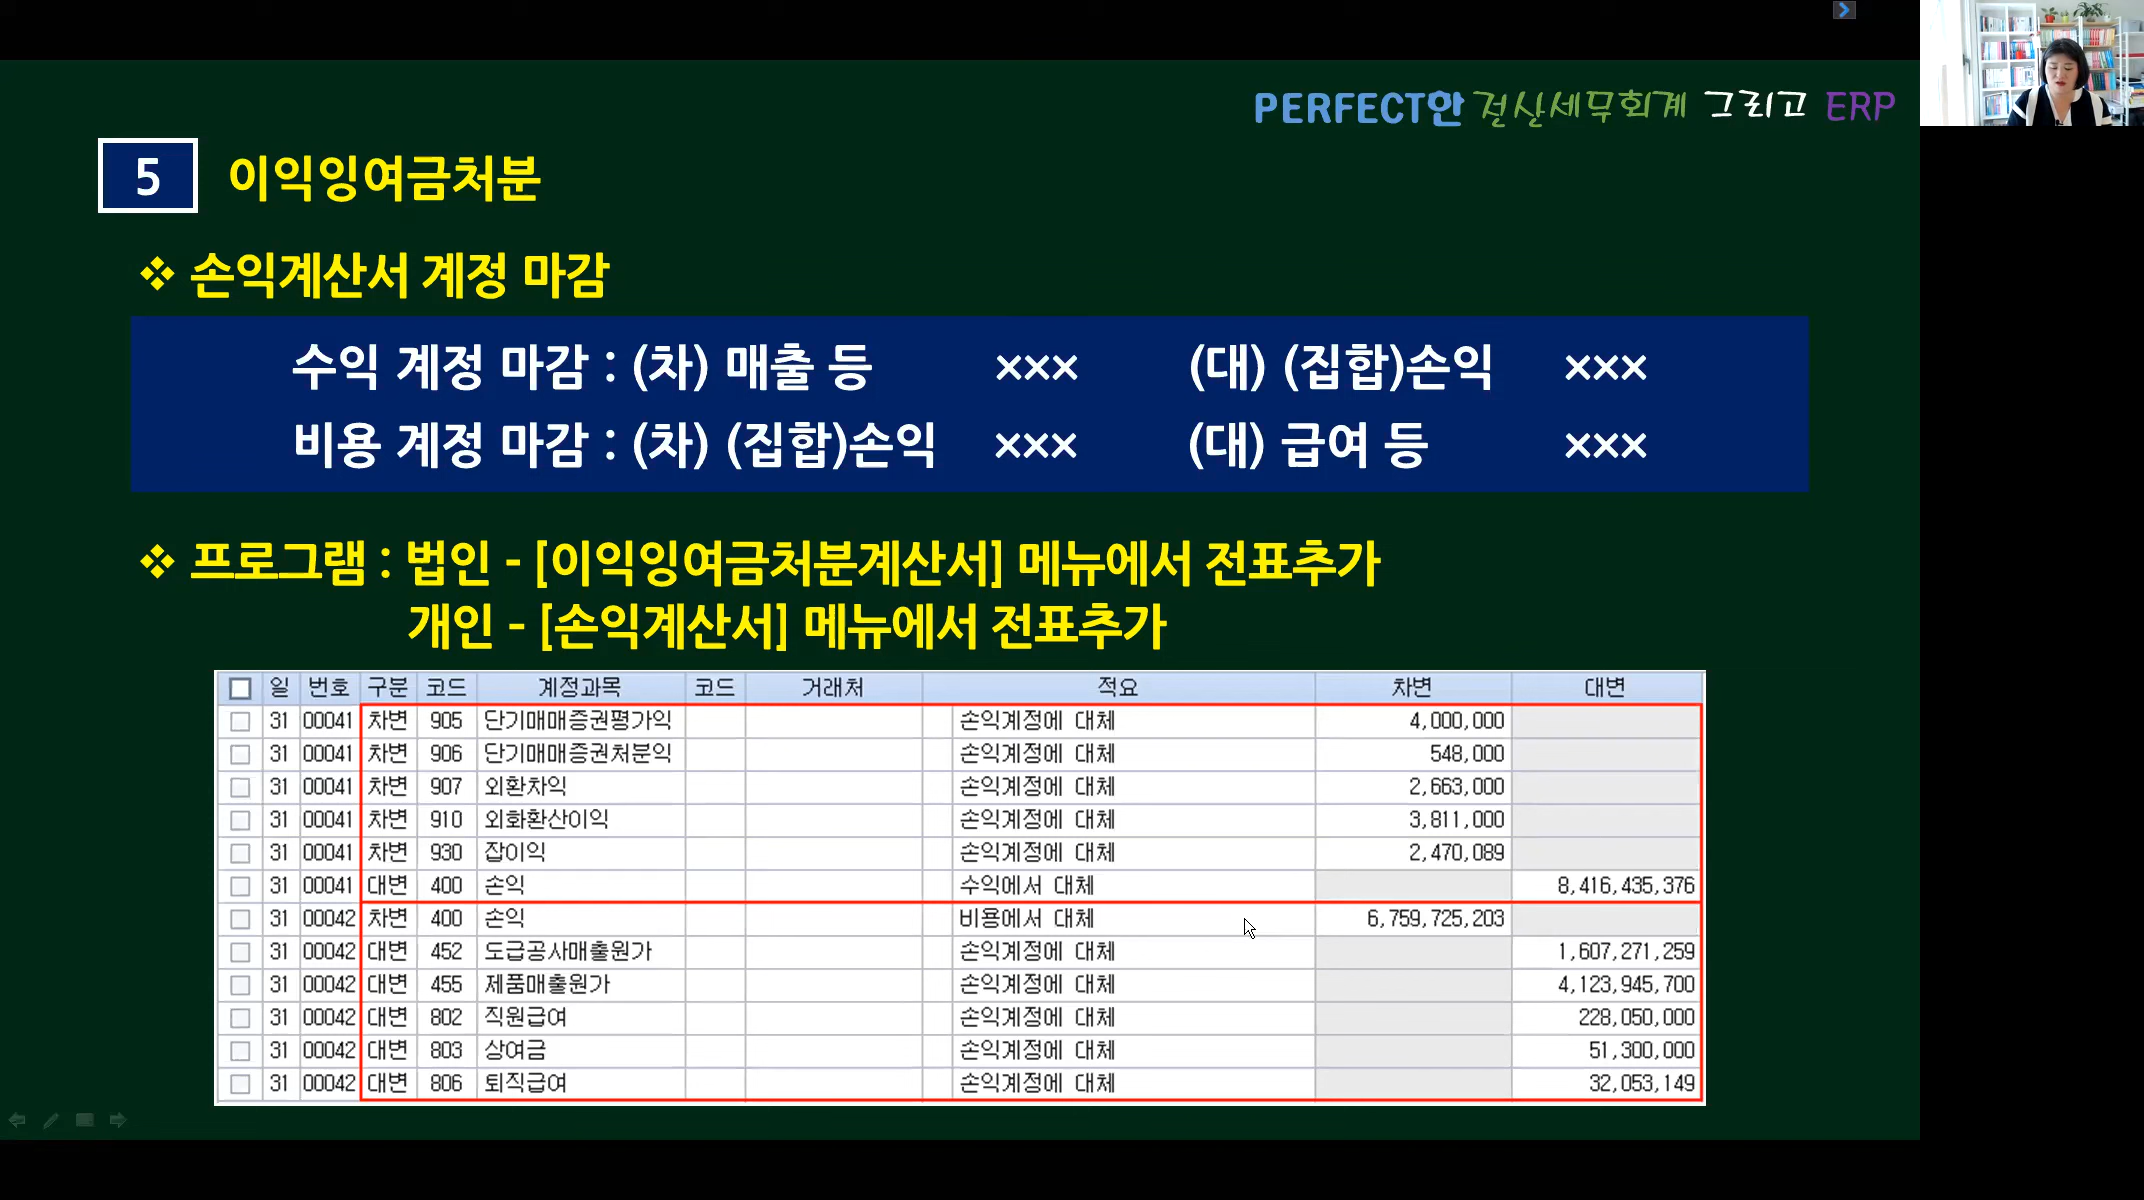 PERFECT한 전산세무회계 그리고 ERP
5 이익잉여금처분
❖ 손익계산서 계정 마감
수익 계정 마감 : (차) 매출 등 ××× (대) (집합)손익 ×××
비용 계정 마감 : (차) (집합)손익 ××× (대) 급여 등 ×××
❖ 프로그램 : 법인 - [이익잉여금처분계산서] 메뉴에서 전표추가
개인 - [손익계산서] 메뉴에서 전표추가
일 번호 구분 코드 계정과목 코드 거래처 적요 차변 대변
31 00041 차변 905 단기매매증권평가익 손익계정에 대체 4,000,000
31 00041 차변 906 단기매매증권처분익 손익계정에 대체 548,000
31 00041 차변 907 외환차익 손익계정에 대체 2,663,000
31 00041 차변 910 외화환산이익 손익계정에 대체 3,811,000
31 00041 차변 930 잡이익 손익계정에 대체 2,470,089
31 00041 대변 400 손익 수익에서 대체 8,416,435,376
31 00042 차변 400 손익 비용에서 대체 6,759,725,203
31 00042 대변 452 도급공사매출원가 손익계정에 대체 1,607,271,259
31 00042 대변 455 제품매출원가 손익계정에 대체 4,123,945,700
31 00042 대변 802 직원급여 손익계정에 대체 228,050,000
31 00042 대변 803 상여금 손익계정에 대체 51,300,000
31 00042 대변 806 퇴직급여 손익계정에 대체 32,053,149